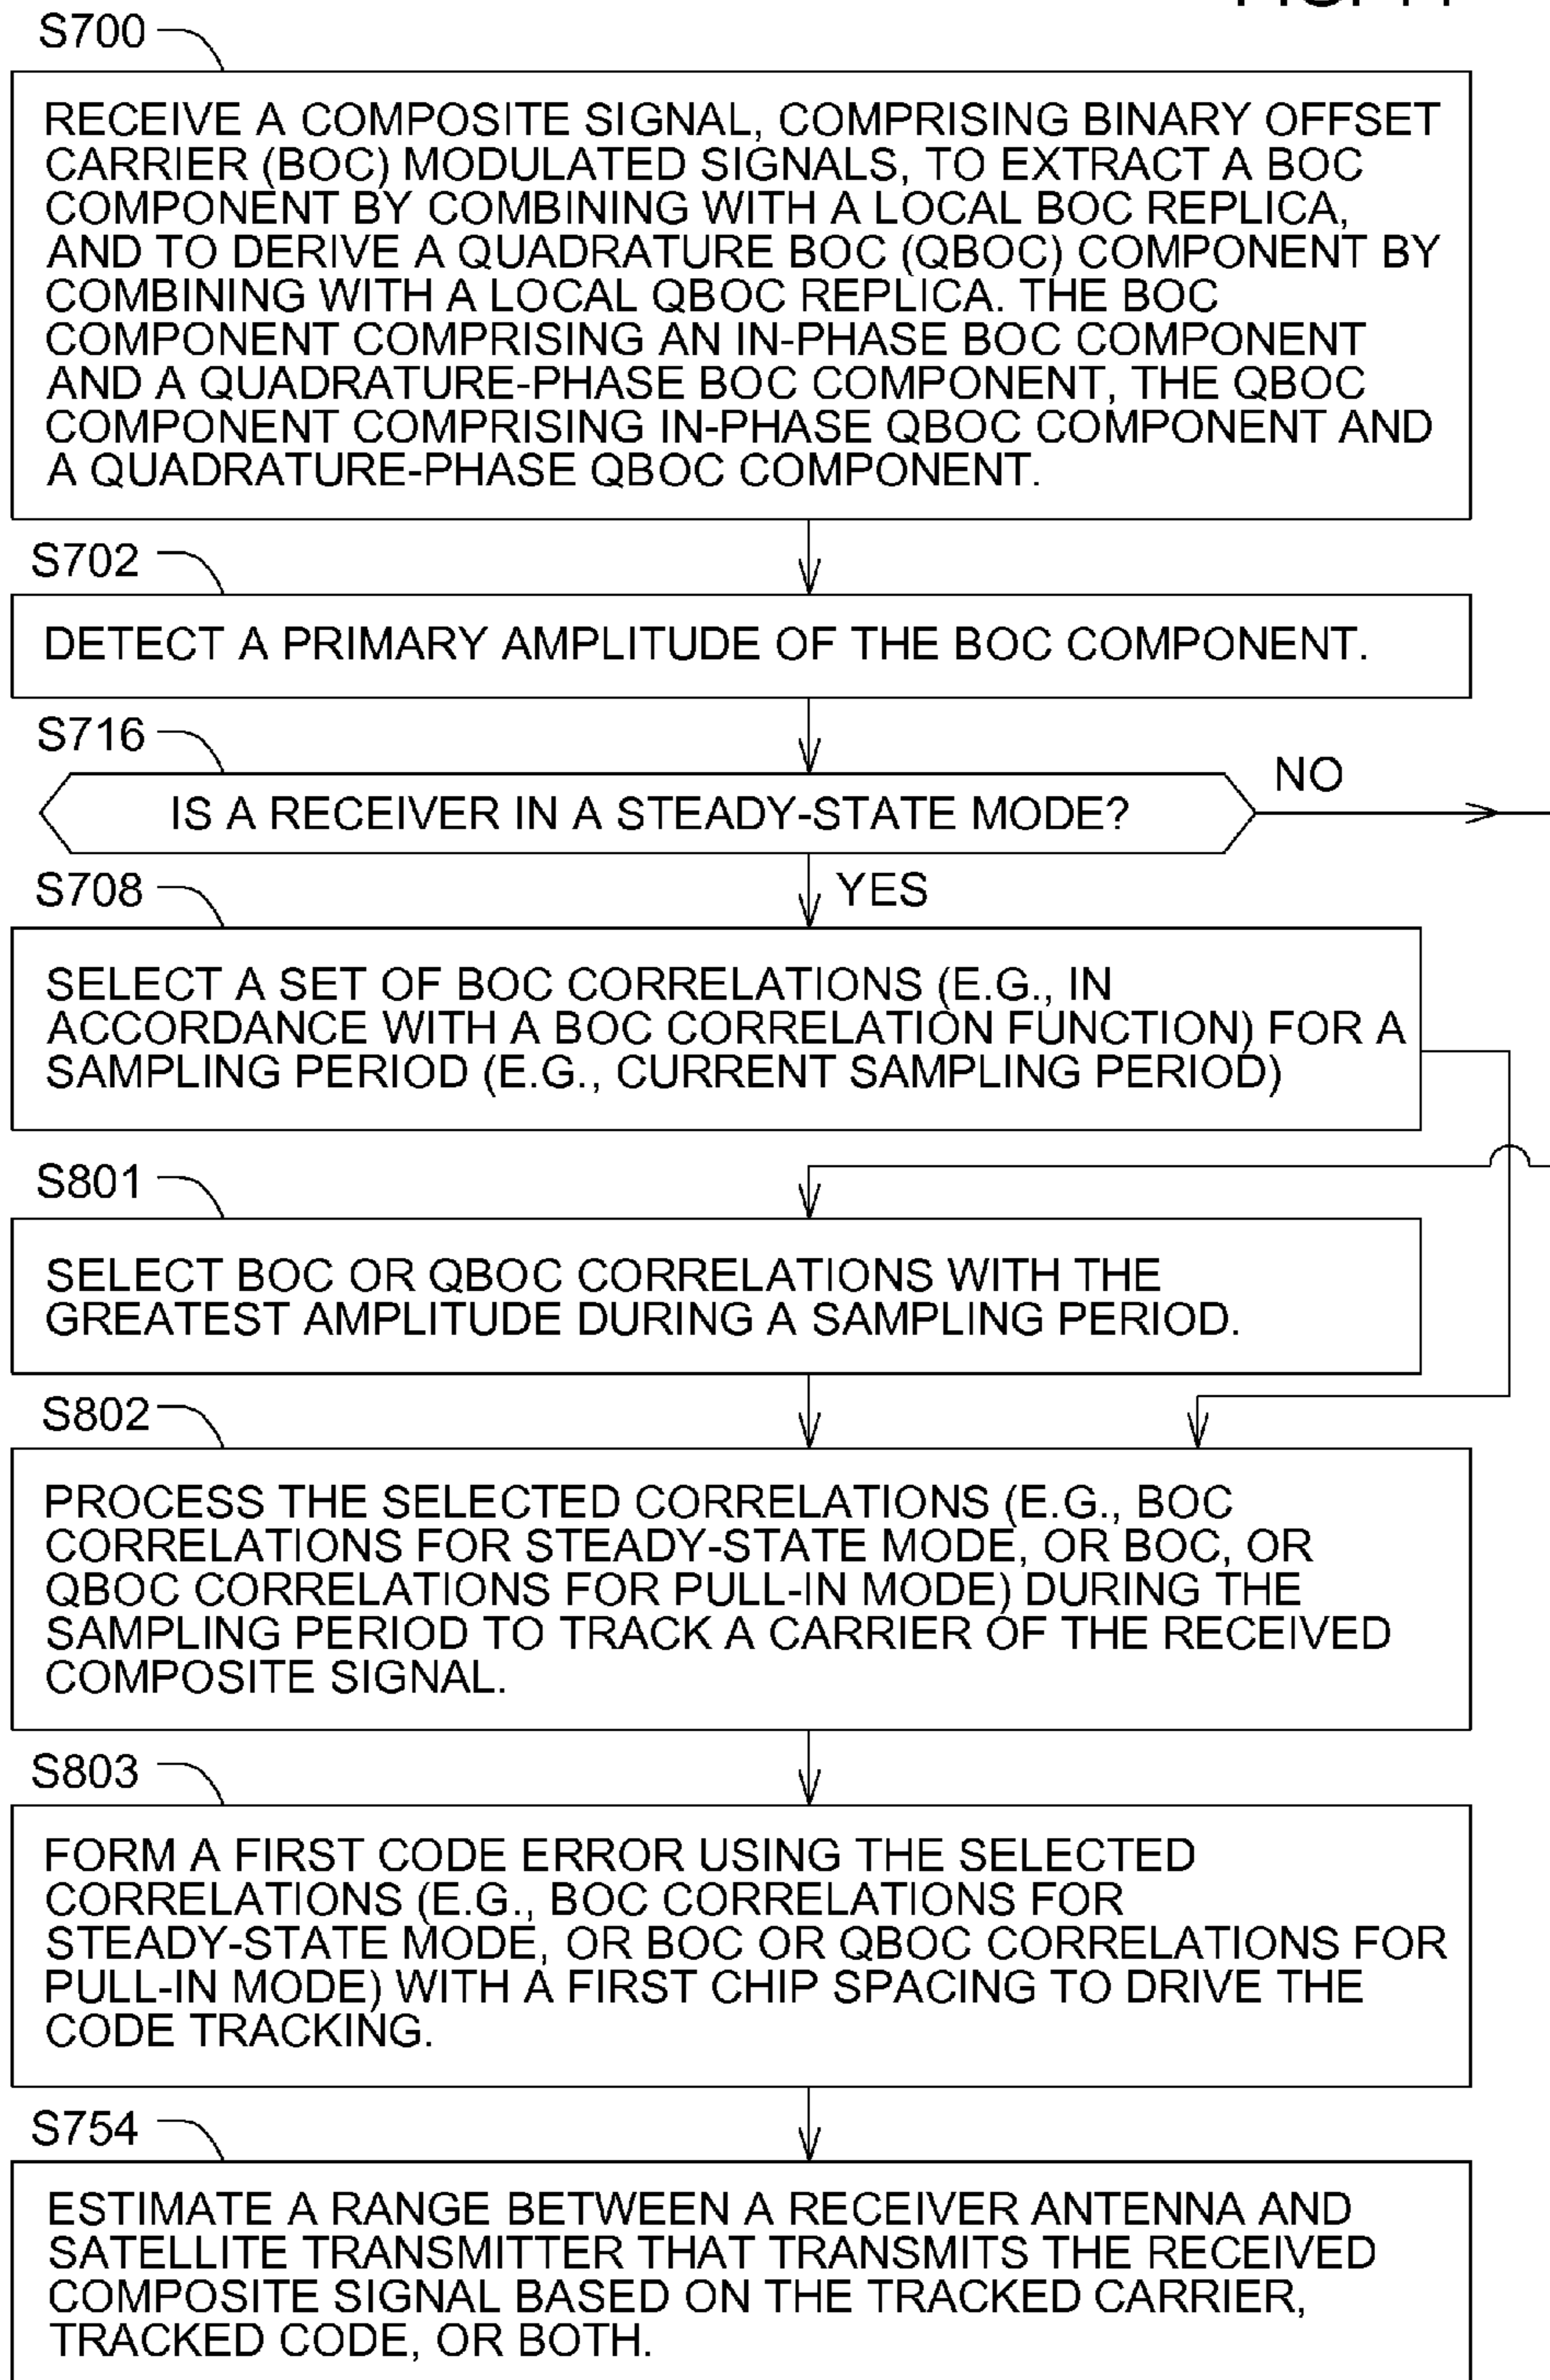 S700
RECEIVE A COMPOSITE SIGNAL, COMPRISING BINARY OFFSET
CARRIER (BOC) MODULATED SIGNALS, TO EXTRACT A BOC
COMPONENT BY COMBINING WITH A LOCAL BOC REPLICA,
AND TO DERIVE A QUADRATURE BOC (QBOC) COMPONENT BY
COMBINING WITH A LOCAL QBOC REPLICA. THE BOC
COMPONENT COMPRISING AN IN-PHASE BOC COMPONENT
AND A QUADRATURE-PHASE BOC COMPONENT, THE QBOC
COMPONENT COMPRISING IN-PHASE QBOC COMPONENT AND
A QUADRATURE-PHASE QBOC COMPONENT.
S702
DETECT A PRIMARY AMPLITUDE OF THE BOC COMPONENT.
S716
IS A RECEIVER IN A STEADY-STATE MODE?
NO
YES
S708
SELECT A SET OF BOC CORRELATIONS (E.G., IN
ACCORDANCE WITH A BOC CORRELATION FUNCTION) FOR A
SAMPLING PERIOD (E.G., CURRENT SAMPLING PERIOD)
S801
SELECT BOC OR QBOC CORRELATIONS WITH THE
GREATEST AMPLITUDE DURING A SAMPLING PERIOD.
S802
PROCESS THE SELECTED CORRELATIONS (E.G., BOC
CORRELATIONS FOR STEADY-STATE MODE, OR BOC, OR
QBOC CORRELATIONS FOR PULL-IN MODE) DURING THE
SAMPLING PERIOD TO TRACK A CARRIER OF THE RECEIVED
COMPOSITE SIGNAL.
S803
FORM A FIRST CODE ERROR USING THE SELECTED
CORRELATIONS (E.G., BOC CORRELATIONS FOR
STEADY-STATE MODE, OR BOC OR QBOC CORRELATIONS FOR
PULL-IN MODE) WITH A FIRST CHIP SPACING TO DRIVE THE
CODE TRACKING.
S754
ESTIMATE A RANGE BETWEEN A RECEIVER ANTENNA AND
SATELLITE TRANSMITTER THAT TRANSMITS THE RECEIVED
COMPOSITE SIGNAL BASED ON THE TRACKED CARRIER,
TRACKED CODE, OR BOTH.